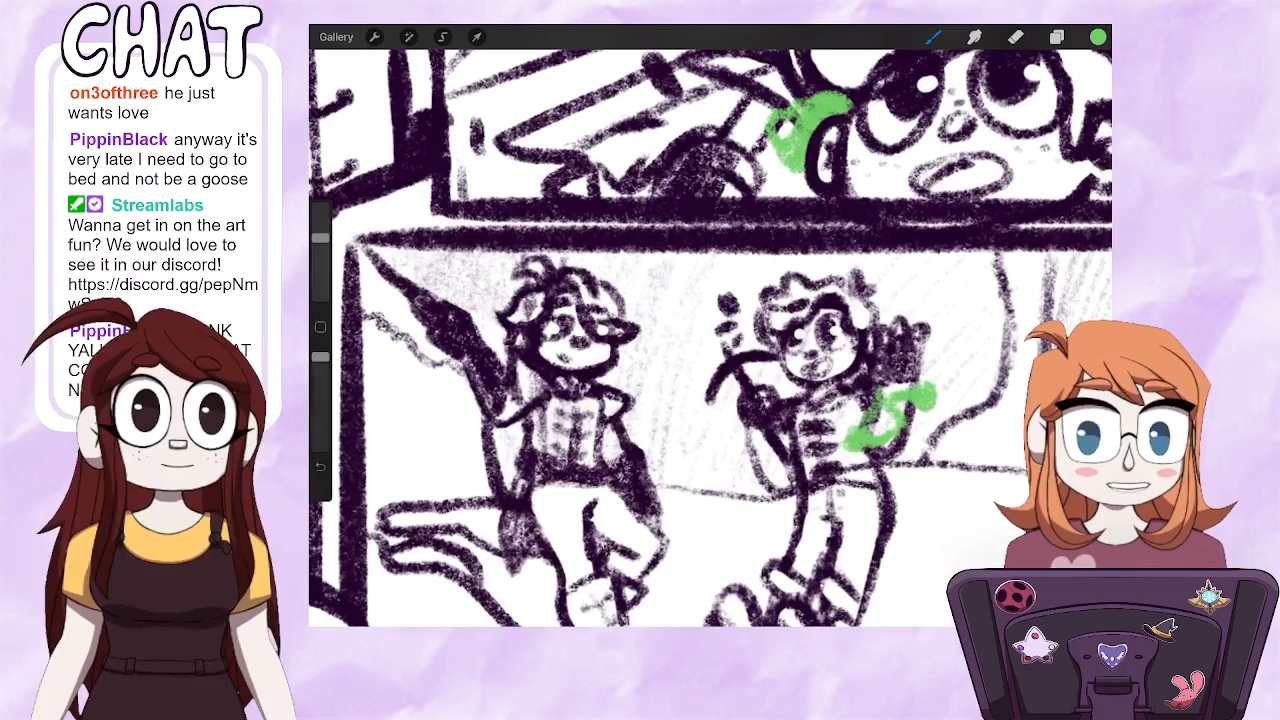 CHAT
Gallery
on3ofthree he just
wants love
PippinBlack anyway it's
very late I need to go to
bed and not be a goose
Streamlabs
Wanna get in on the art
fun? We would love to
see it in our discord!
https://discord.gg/pepNm